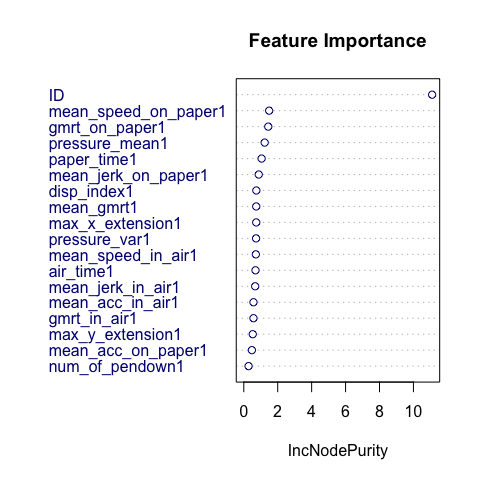 Feature Importance
ID
mean_speed_on_paper1
gmrt_on_paper1
pressure_mean1
paper_time1
mean_jerk_on_paper1
disp_index1
mean_gmrt1
max_x_extension1
pressure_var1
mean_speed_in_air1
air_time1
mean_jerk_in_air1
mean_acc_in_air1
gmrt_in_air1
max_y_extension1
mean_acc_on_paper1
num_of_pendown1
0 2 4 6 8 10
IncNodePurity